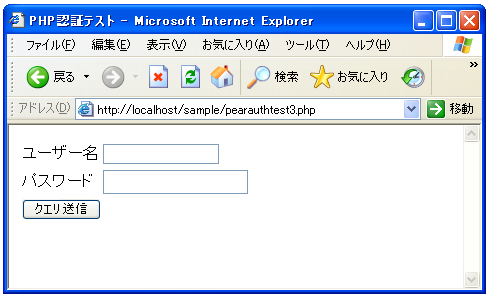 PHP認証テスト - Microsoft Internet Explorer
ファイル(F) 編集(E) 表示(V) お気に入り(A) ツール(T) ヘルプ(H)
戻る 検索 お気に入り »
アドレス(D) http://localhost/sample/pearauthtest3.php 移動
ユーザー名
パスワード
クエリ送信